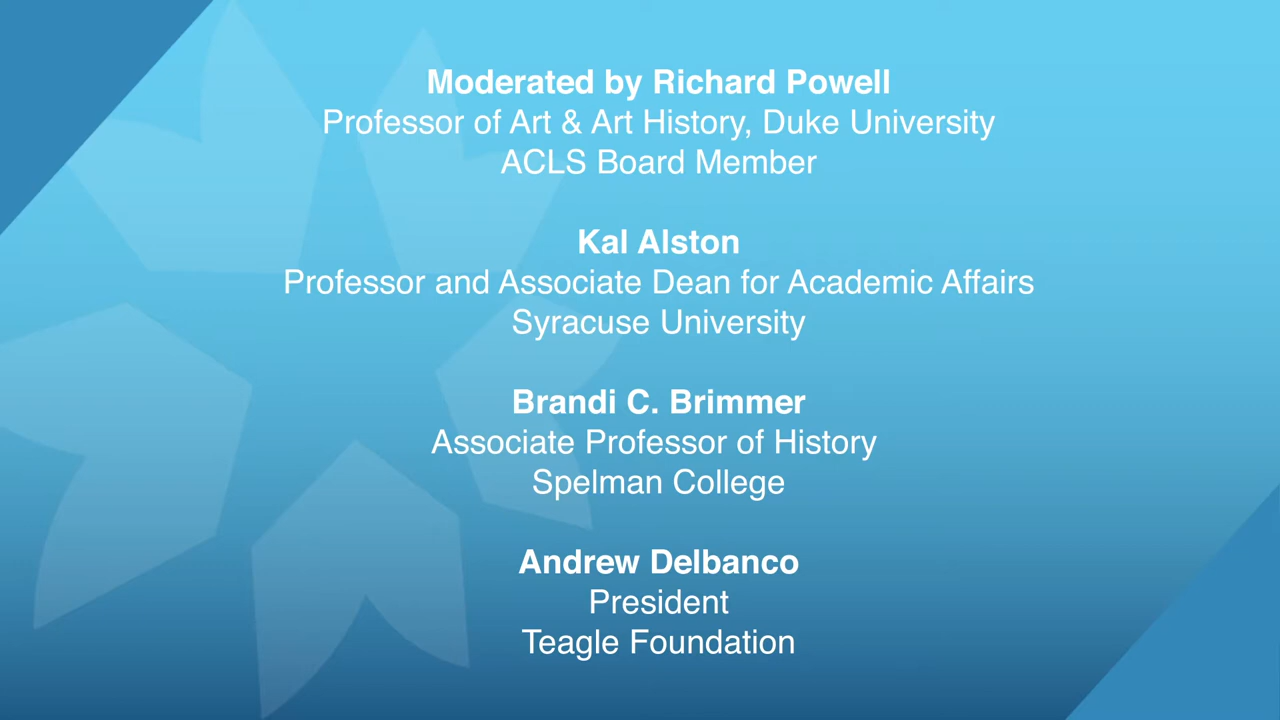 Moderated by Richard Powell
Professor of Art & Art History, Duke University
ACLS Board Member
Kal Alston
Professor and Associate Dean for Academic Affairs
Syracuse University
Brandi C. Brimmer
Associate Professor of History
Spelman College
Andrew Delbanco
President
Teagle Foundation